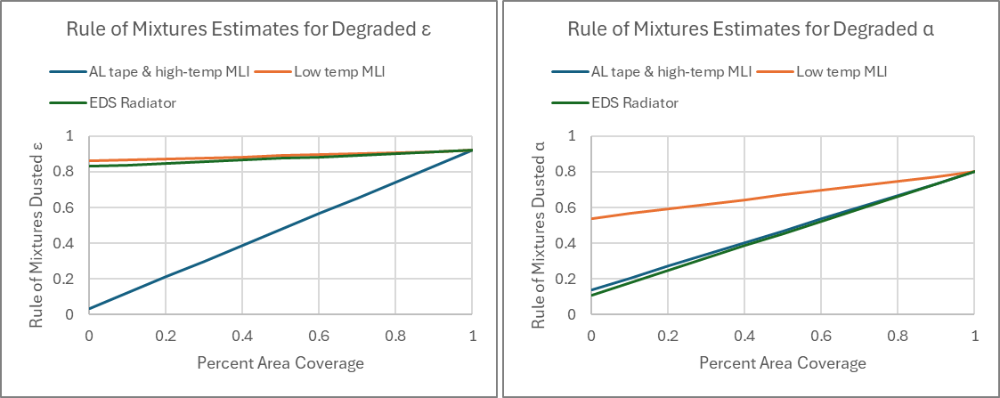 Rule of Mixtures Estimates for Degraded ε
AL tape & high-temp MLI
Low temp MLI
EDS Radiator
Rule of Mixtures Dusted ε
1
0.8
0.6
0.4
0.2
0
0 0.2 0.4 0.6 0.8 1
Percent Area Coverage
Rule of Mixtures Estimates for Degraded α
AL tape & high-temp MLI
Low temp MLI
EDS Radiator
Rule of Mixtures Dusted α
1
0.8
0.6
0.4
0.2
0
0 0.2 0.4 0.6 0.8 1
Percent Area Coverage